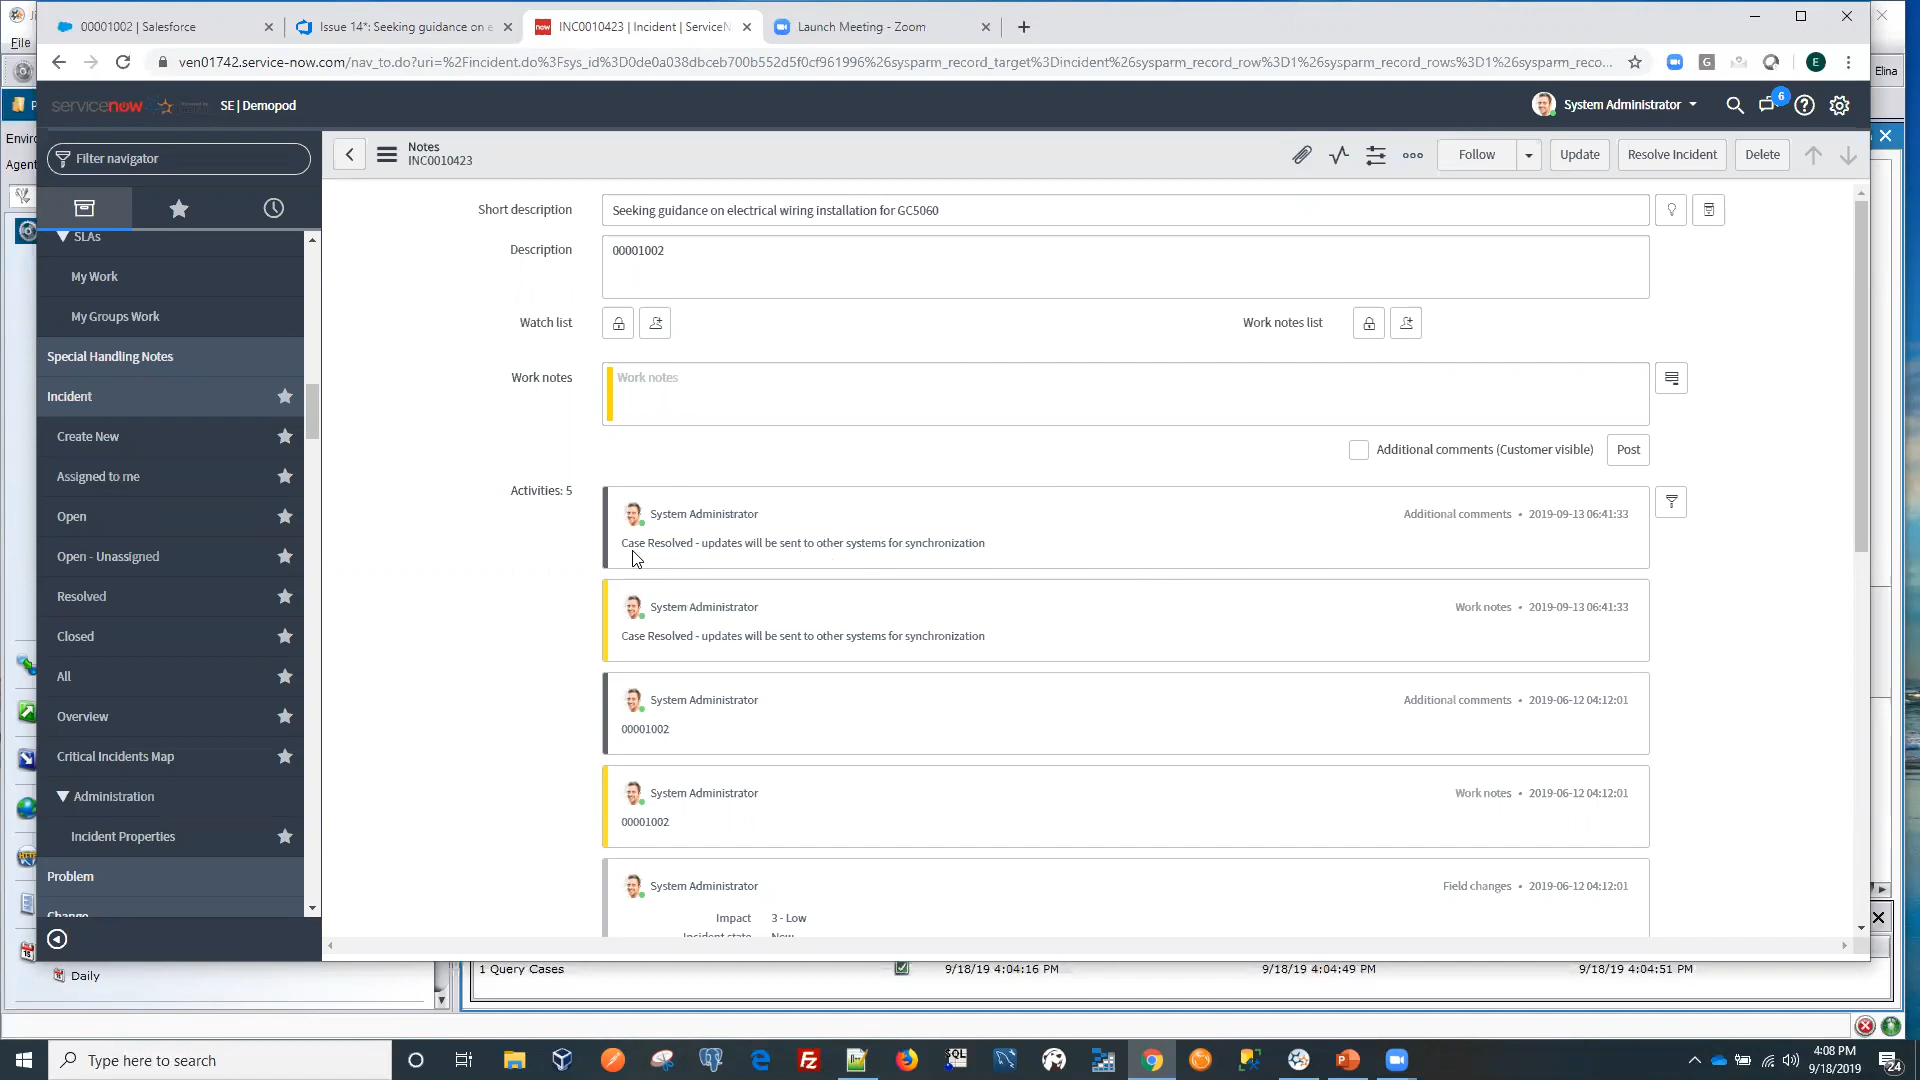 00001002 | Salesforce
Issue 14*: Seeking guidance on e
INC0010423 | Incident | ServiceN
Launch Meeting - Zoom
File
ven01742.service-now.com/nav_to.do?uri=%2Fincident.do%3Fsys_id%3D0de0a038dbceb700b552d5f0cf961996%26sysparm_record_target%3Dincident%26sysparm_record_row%3D1%26sysparm_record_rows%3D1%26sysparm_reco...
E
Elina
servicenow
SE | Demopod
System Administrator
6
Enviro
Agent
Filter navigator
Notes
INC0010423
Follow
Update
Resolve Incident
Delete
SLAs
My Work
My Groups Work
Special Handling Notes
Incident
Create New
Assigned to me
Open
Open - Unassigned
Resolved
Closed
All
Overview
Critical Incidents Map
Administration
Incident Properties
Problem
Change
Short description
Seeking guidance on electrical wiring installation for GC5060
Description
00001002
Watch list
Work notes list
Work notes
Work notes
Additional comments (Customer visible)
Post
Activities: 5
System Administrator
Additional comments • 2019-09-13 06:41:33
Case Resolved - updates will be sent to other systems for synchronization
System Administrator
Work notes • 2019-09-13 06:41:33
Case Resolved - updates will be sent to other systems for synchronization
System Administrator
Additional comments • 2019-06-12 04:12:01
00001002
System Administrator
Work notes • 2019-06-12 04:12:01
00001002
System Administrator
Field changes • 2019-06-12 04:12:01
Impact 3 - Low
Incident state New
Daily
1 Query Cases 9/18/19 4:04:16 PM 9/18/19 4:04:49 PM 9/18/19 4:04:51 PM
Type here to search
4:08 PM
9/18/2019
24